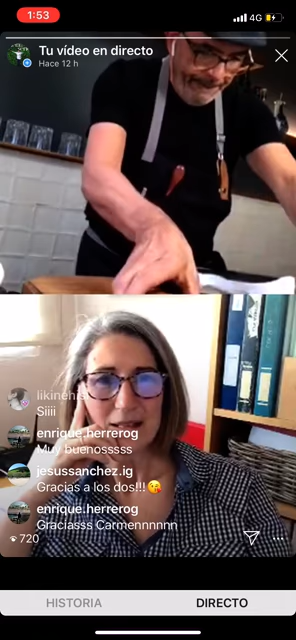 1:53
4G
Tu vídeo en directo
Hace 12 h
Siiii
enrique.herrerog
Muy buenosssss
jesussanchez.ig
Gracias a los dos!!!😘
enrique.herrerog
Graciasss Carmennnnnn
720
HISTORIA
DIRECTO